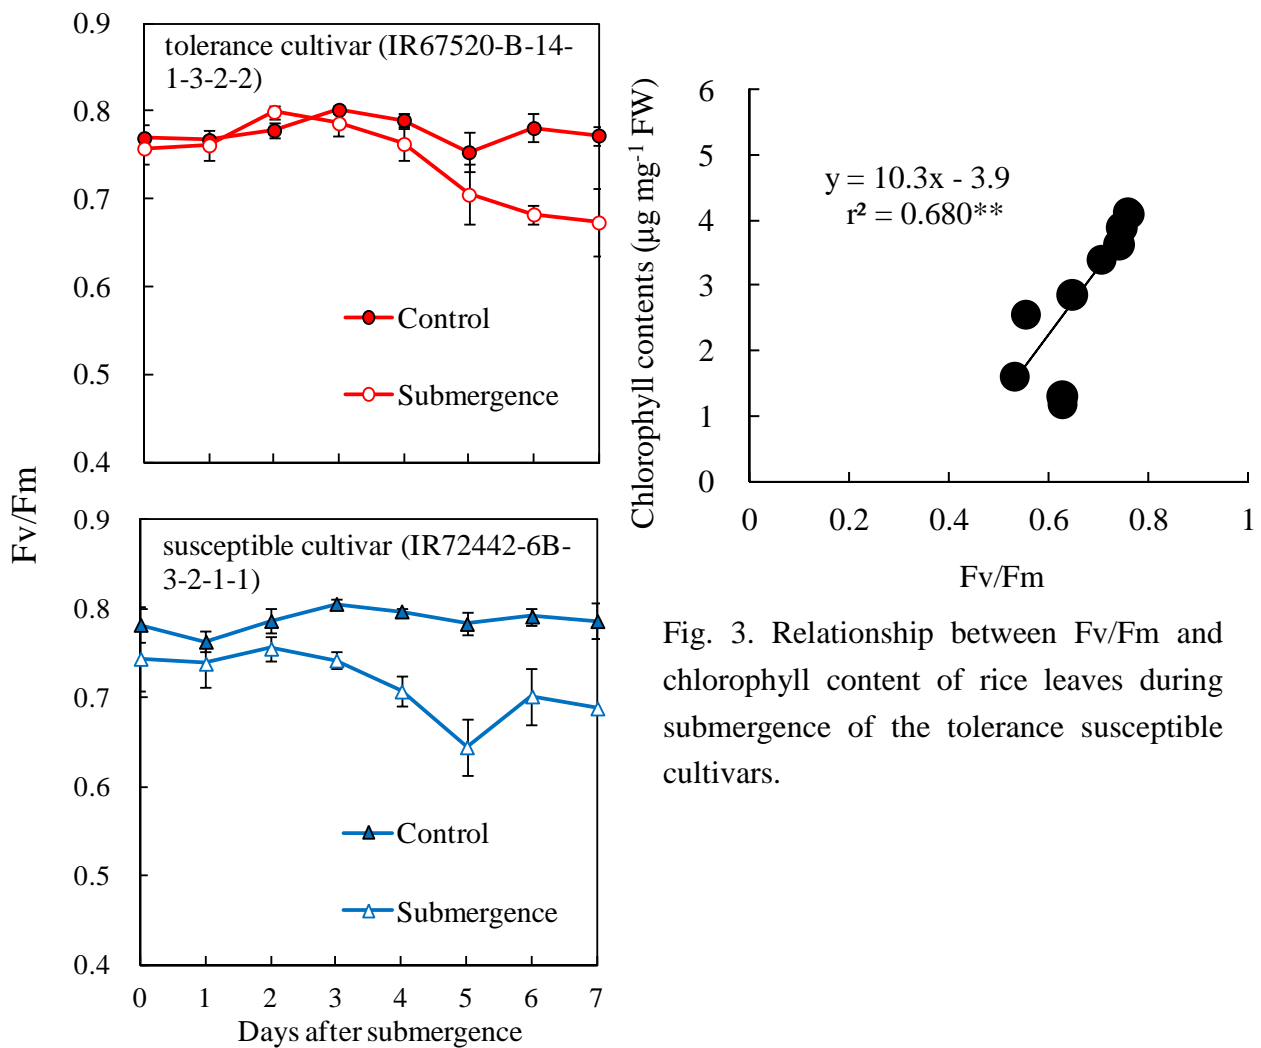 0.9
tolerance cultivar (IR67520-B-14-
1-3-2-2)
0.8
0.7
0.6
Control
0.5
Submergence
0.4
Fv/Fm
0.9
susceptible cultivar (IR72442-6B-
3-2-1-1)
0.8
0.7
0.6
Control
0.5
Submergence
0.4
0 1 2 3 4 5 6 7
Days after submergence
Chlorophyll contents (µg mg⁻¹ FW)
6
5
y = 10.3x - 3.9
r² = 0.680**
4
3
2
1
0
0 0.2 0.4 0.6 0.8 1
Fv/Fm
Fig. 3. Relationship between Fv/Fm and
chlorophyll content of rice leaves during
submergence of the tolerance susceptible
cultivars.